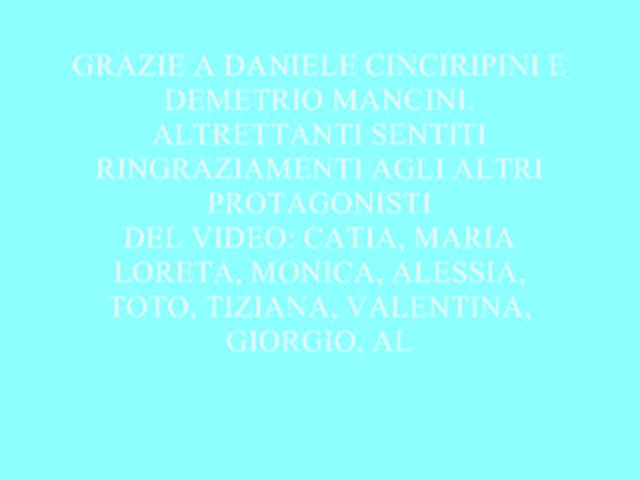 GRAZIE A DANIELE CINCIRIPINI E
DEMETRIO MANCINI.
ALTRETTANTI SENTITI
RINGRAZIAMENTI AGLI ALTRI
PROTAGONISTI
DEL VIDEO: CATIA, MARIA
LORETA, MONICA, ALESSIA,
TOTO, TIZIANA, VALENTINA,
GIORGIO, AL